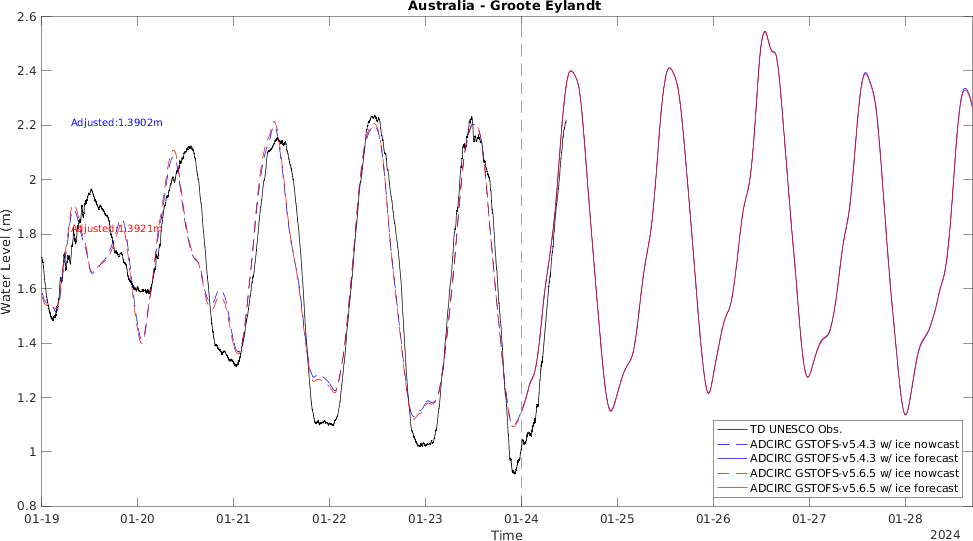 Australia - Groote Eylandt
2.6
2.4
2.2
2
1.8
1.6
1.4
1.2
1
0.8
Water Level (m)
Adjusted:1.3902m
Adjusted:1.3921m
TD UNESCO Obs.
ADCIRC GSTOFS-v5.4.3 w/ ice nowcast
ADCIRC GSTOFS-v5.4.3 w/ ice forecast
ADCIRC GSTOFS-v5.6.5 w/ ice nowcast
ADCIRC GSTOFS-v5.6.5 w/ ice forecast
01-19 01-20 01-21 01-22 01-23 01-24 01-25 01-26 01-27 01-28
Time
2024